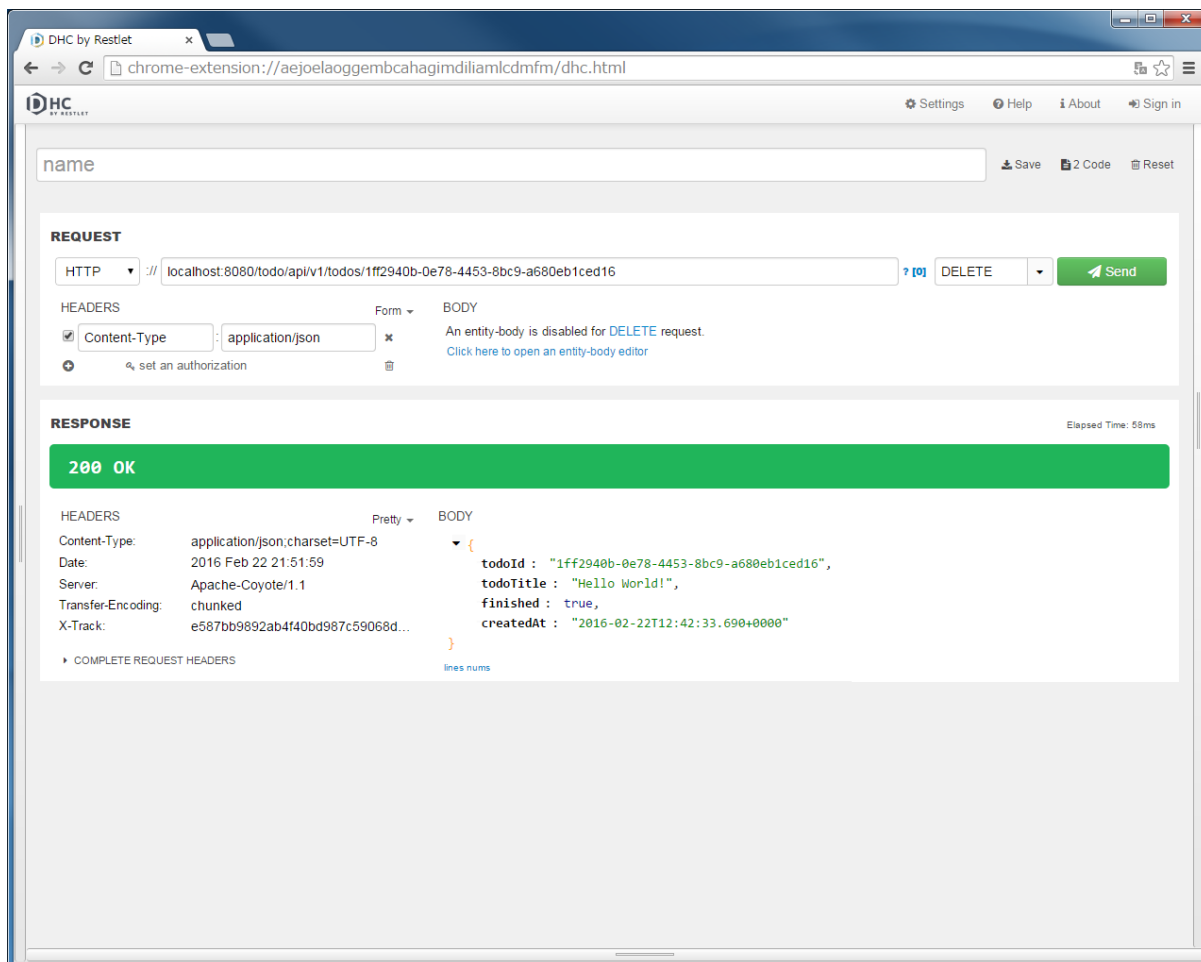 DHC by Restlet
chrome-extension://aejoelaoggembcahagimdiliamlcdmfm/dhc.html
DHC BY RESTLET Settings Help About Sign in
name Save 2 Code Reset
REQUEST
HTTP :// localhost:8080/todo/api/v1/todos/1ff2940b-0e78-4453-8bc9-a680eb1ced16 ? [0] DELETE Send
HEADERS Form BODY
Content-Type : application/json An entity-body is disabled for DELETE request.
Click here to open an entity-body editor
set an authorization
RESPONSE Elapsed Time: 58ms
200 OK
HEADERS Pretty BODY
Content-Type: application/json;charset=UTF-8 {
Date: 2016 Feb 22 21:51:59 todoId : "1ff2940b-0e78-4453-8bc9-a680eb1ced16",
Server: Apache-Coyote/1.1 todoTitle : "Hello World!",
Transfer-Encoding: chunked finished : true,
X-Track: e587bb9892ab4f40bd987c59068d... createdAt : "2016-02-22T12:42:33.690+0000"
}
COMPLETE REQUEST HEADERS lines nums